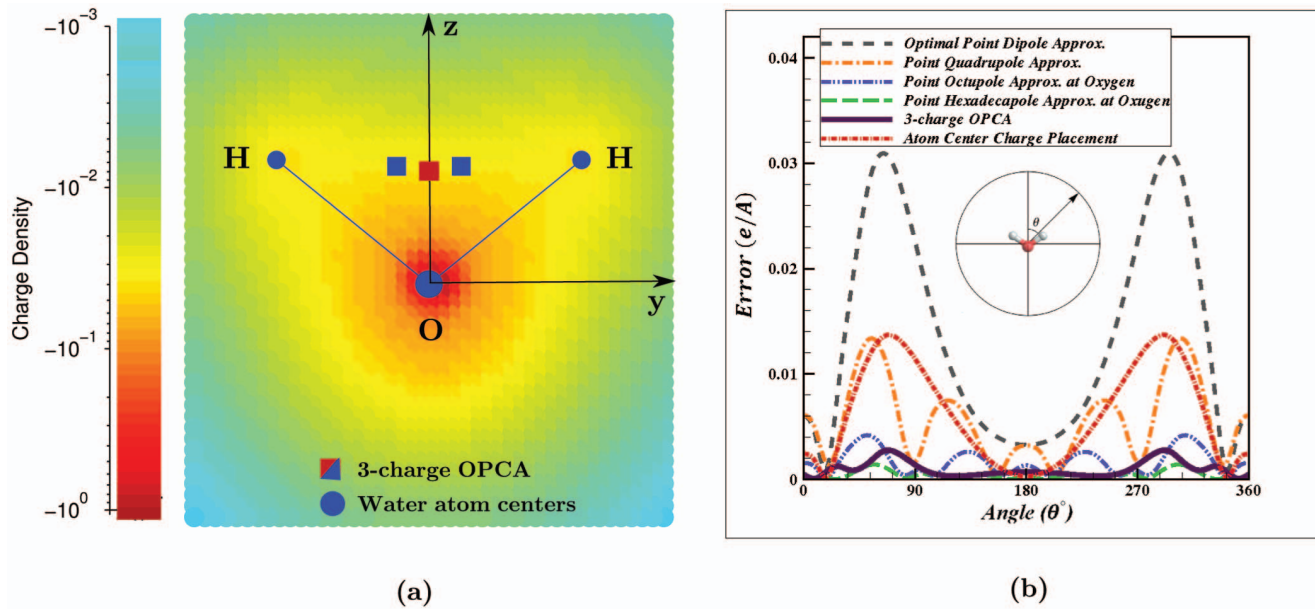 -10⁻³
-10⁻²
-10⁻¹
-10⁰
Charge Density
z
H
H
O
y
3-charge OPCA
Water atom centers
(a)
Optimal Point Dipole Approx.
Point Quadrupole Approx.
Point Octupole Approx. at Oxygen
Point Hexadecapole Approx. at Oxugen
3-charge OPCA
Atom Center Charge Placement
θ
0.04
0.03
0.02
0.01
0
Error (e/A)
0 90 180 270 360
Angle (θ°)
(b)